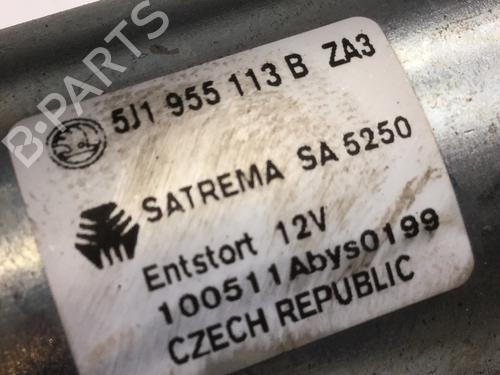 B-PARTS
5J1 955 113 B ZA3
SATREMA SA 5250
Entstort 12V
100511Abys0199
CZECH REPUBLIC